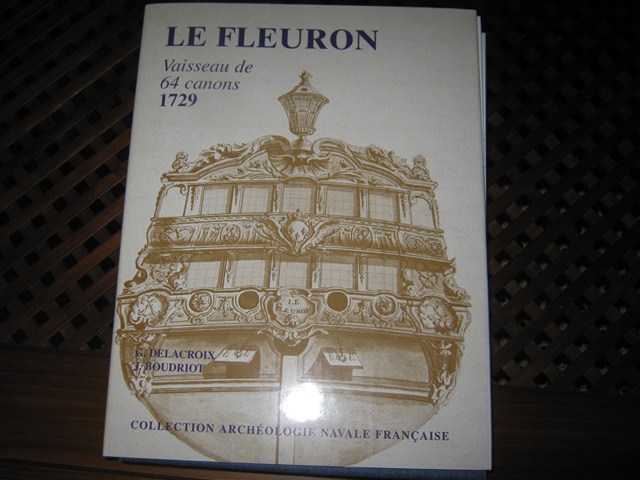 LE FLEURON
Vaisseau de
64 canons
1729
LE
FLEURON
G. DELACROIX
J. BOUDRIOT
COLLECTION ARCHÉOLOGIE NAVALE FRANÇAISE